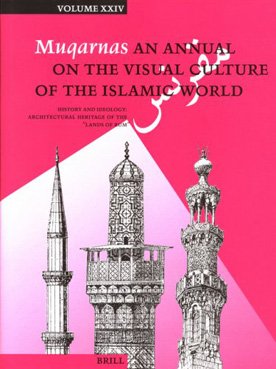 VOLUME XXIV
Muqarnas AN ANNUAL
ON THE VISUAL CULTURE
OF THE ISLAMIC WORLD
مقرنس
HISTORY AND IDEOLOGY:
ARCHITECTURAL HERITAGE OF THE
"LANDS OF RUM"
BRILL